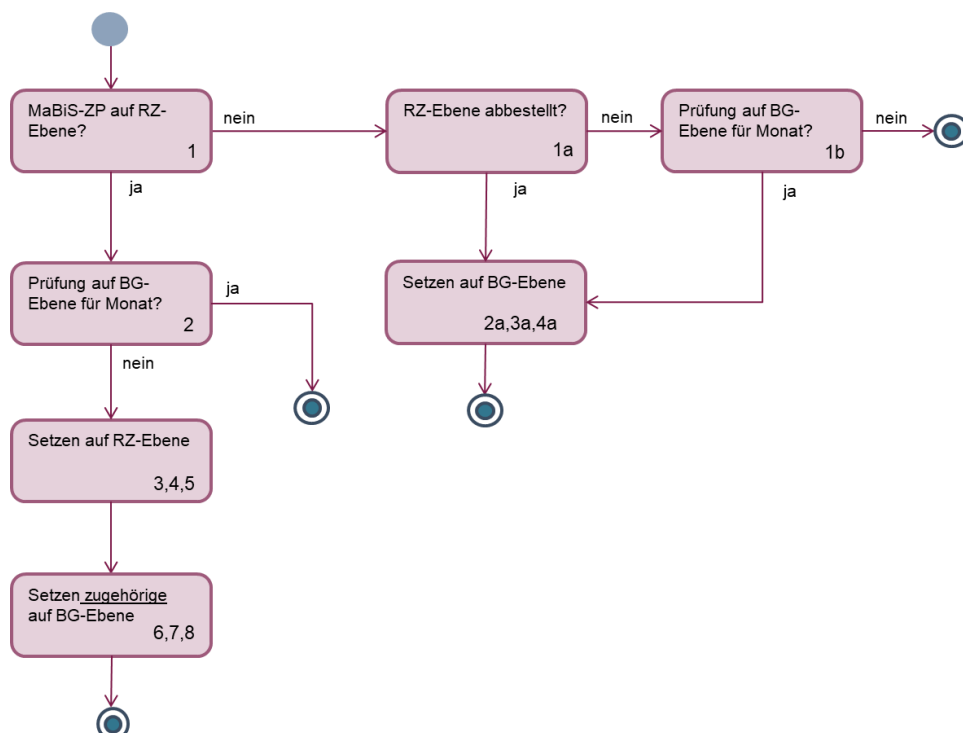 MaBiS-ZP auf RZ-
Ebene?
1
nein
RZ-Ebene abbestellt?
1a
nein
Prüfung auf BG-
Ebene für Monat?
1b
nein
ja
ja
ja
Prüfung auf BG-
Ebene für Monat?
2
ja
Setzen auf BG-Ebene
2a,3a,4a
nein
Setzen auf RZ-Ebene
3,4,5
Setzen zugehörige
auf BG-Ebene
6,7,8